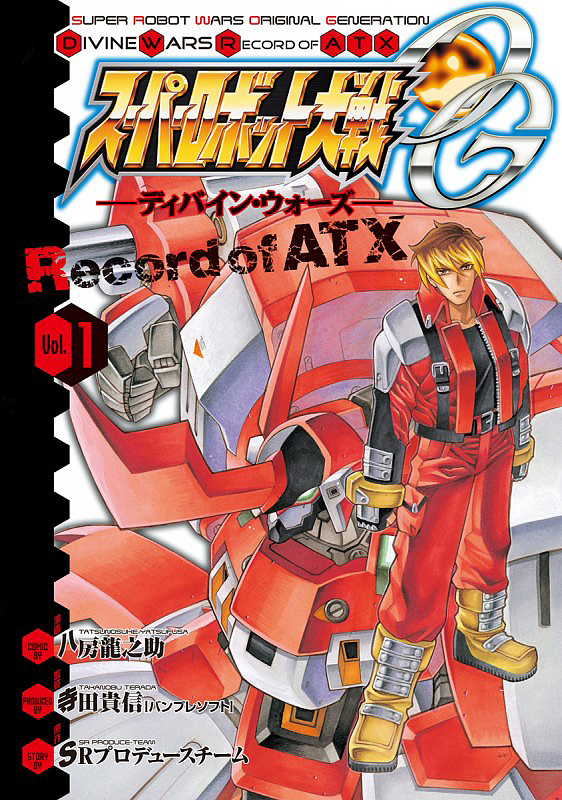 SUPER ROBOT WARS ORIGINAL GENERATION
DIVINE WARS RECORD OF ATX
スーパーロボット大戦
OG
—ディバイン・ウォーズ—
Record of ATX
Vol. 1
COMIC BY
TATSUNOSUKE YATSUFUSA
八房龍之助
PRODUCED BY
TAKANOBU TERADA
寺田貴信[バンプレソフト]
STORY BY
SR PRODUCE-TEAM
SRプロデュースチーム